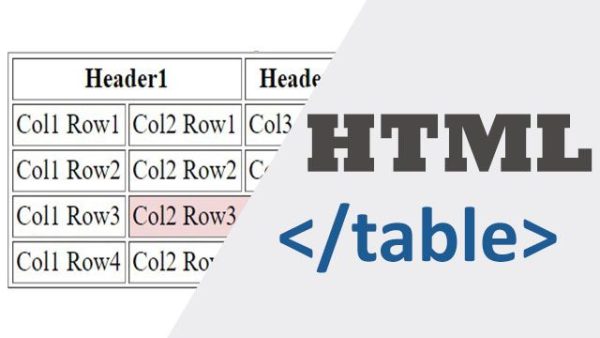 Header1 Heade
Col1 Row1 Col2 Row1 Col3
Col1 Row2 Col2 Row2
Col1 Row3 Col2 Row3
Col1 Row4 Col2
HTML
</table>